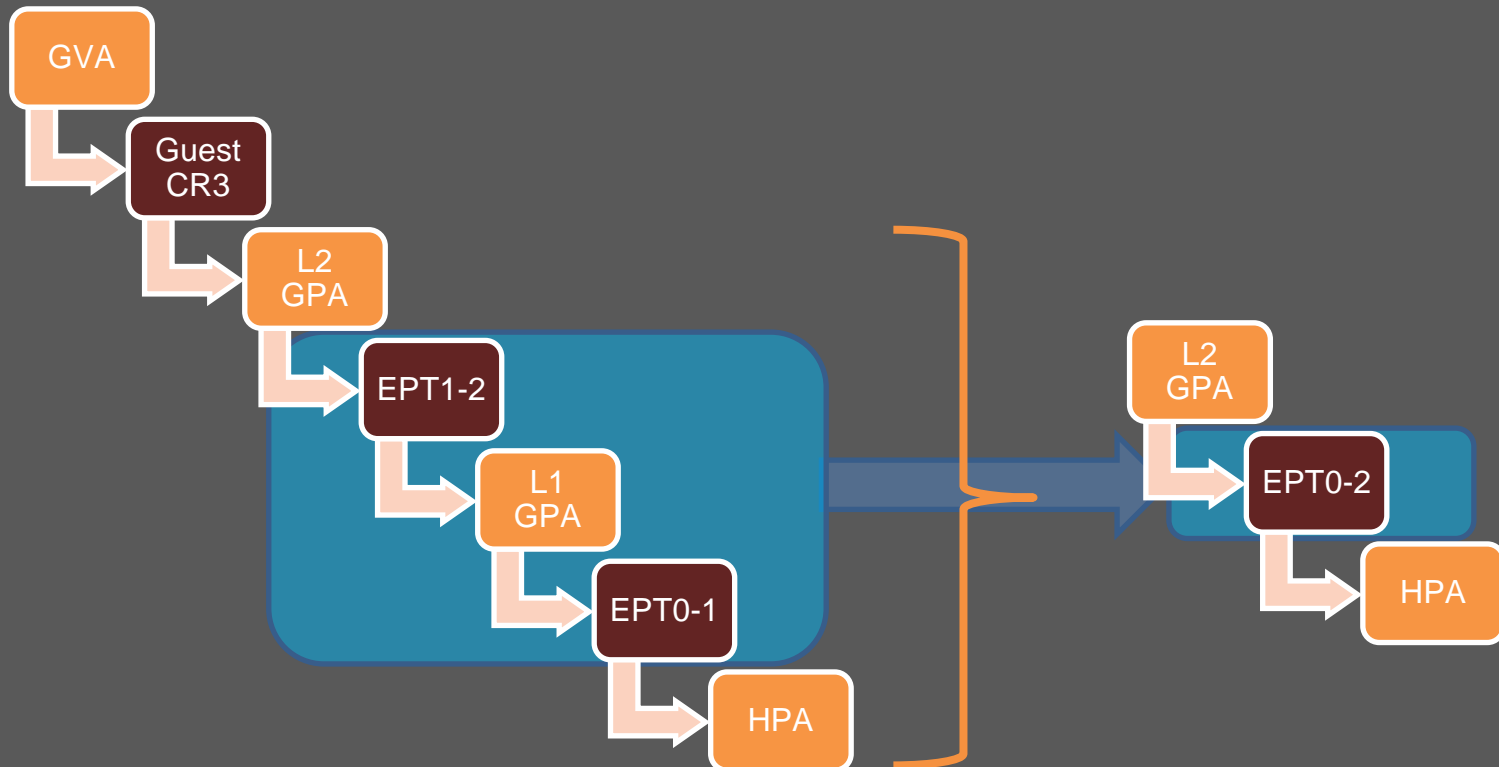 GVA
Guest
CR3
L2
GPA
EPT1-2
L1
GPA
EPT0-1
HPA
L2
GPA
EPT0-2
HPA